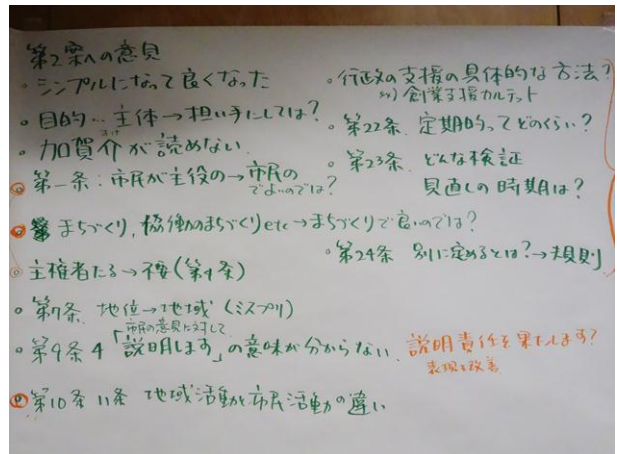 第2案への意見
・シンプルになって良くなった
・目的… 主体→担い手にしては?
・加賀介が読めない
すけ
・第一条:市民が主役の→市民の
でよいのでは?
まちづくり,協働のまちづくりetc→まちづくりで良いのでは?
・主権者たる→不要(第4条)
・第7条 地位→地域(ミスプリ)
市民の意見に対して
・第9条4「説明します」の意味が分からない
説明責任を果たします?
表現を改善
・第10条 11条 地域活動と市民活動の違い
・行政の支援の具体的な方法?
ex) 創業支援カルテット
・第22条 定期的ってどのくらい?
・第23条 どんな検証
見直しの時期は?
・第24条 別に定めるとは?→規則